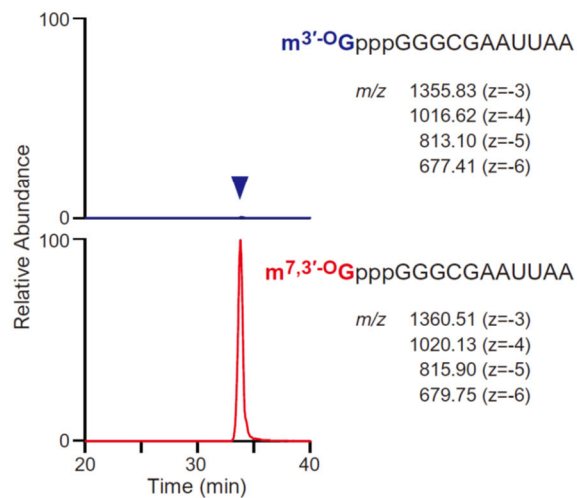 100
m3′-OGpppGGGCGAAUUAA
m/z 1355.83 (z=-3)
1016.62 (z=-4)
813.10 (z=-5)
677.41 (z=-6)
0
Relative Abundance
100
m7,3′-OGpppGGGCGAAUUAA
m/z 1360.51 (z=-3)
1020.13 (z=-4)
815.90 (z=-5)
679.75 (z=-6)
0
20 30 40
Time (min)